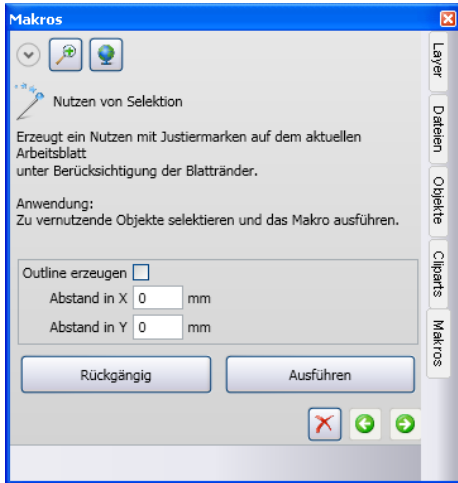 Makros
Nutzen von Selektion
Erzeugt ein Nutzen mit Justiermarken auf dem aktuellen
Arbeitsblatt
unter Berücksichtigung der Blattränder.
Anwendung:
Zu vernutzende Objekte selektieren und das Makro ausführen.
Outline erzeugen
Abstand in X 0 mm
Abstand in Y 0 mm
Rückgängig
Ausführen
Layer
Dateien
Objekte
Cliparts
Makros